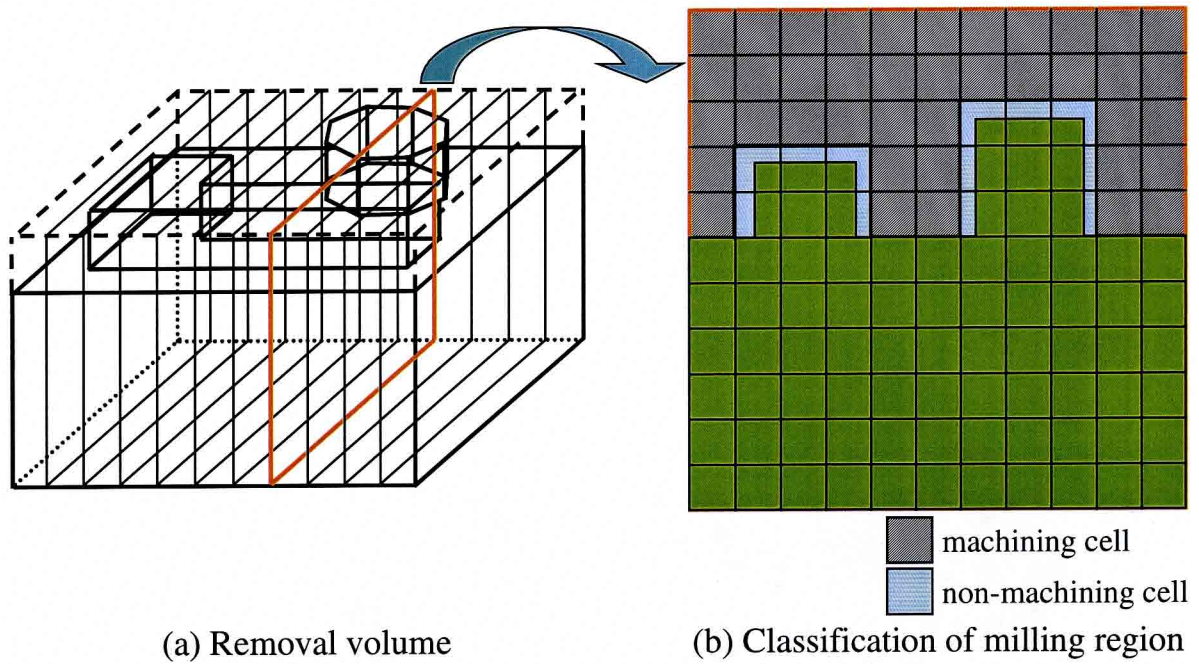 machining cell
non-machining cell
(a) Removal volume
(b) Classification of milling region